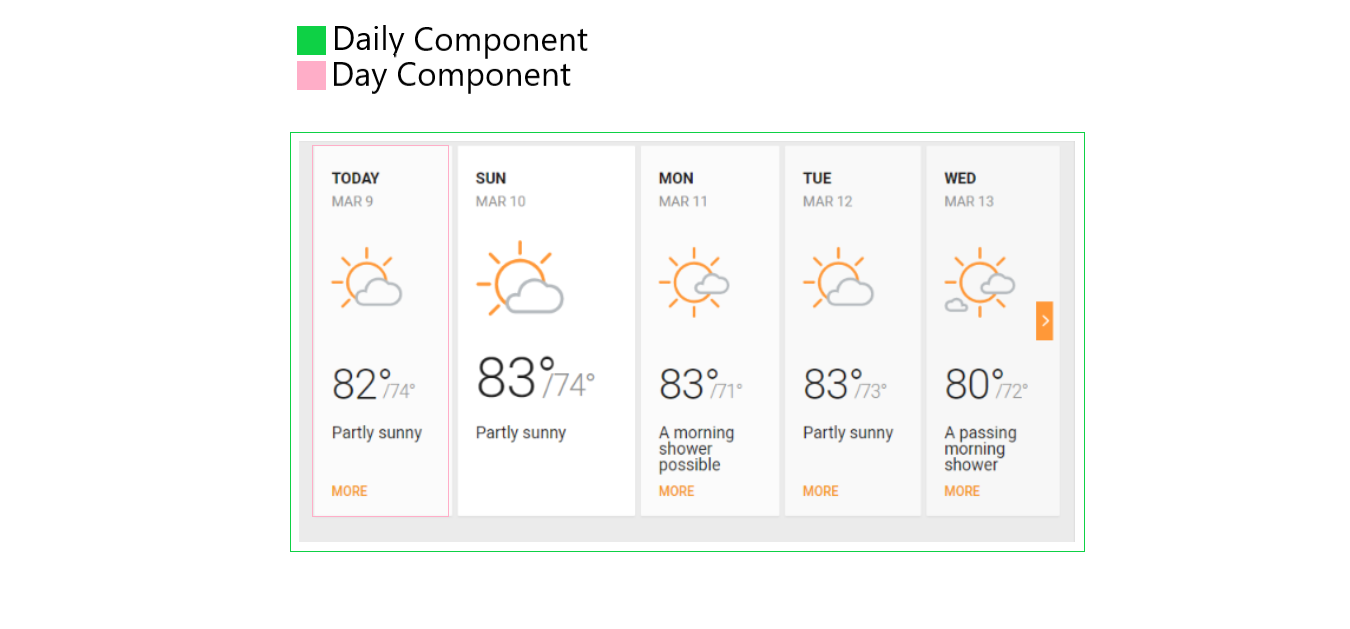 Daily Component
Day Component
TODAY
MAR 9
82°/74°
Partly sunny
MORE
SUN
MAR 10
83°/74°
Partly sunny
MON
MAR 11
83°/71°
A morning
shower
possible
MORE
TUE
MAR 12
83°/73°
Partly sunny
MORE
WED
MAR 13
80°/72°
A passing
morning
shower
MORE